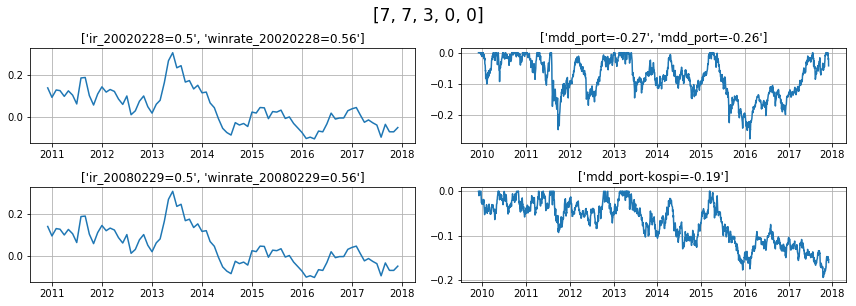 [7, 7, 3, 0, 0]
['ir_20020228=0.5', 'winrate_20020228=0.56']
0.2
0.0
2011 2012 2013 2014 2015 2016 2017 2018
['mdd_port=-0.27', 'mdd_port=-0.26']
0.0
−0.1
−0.2
2010 2011 2012 2013 2014 2015 2016 2017 2018
['ir_20080229=0.5', 'winrate_20080229=0.56']
0.2
0.0
2011 2012 2013 2014 2015 2016 2017 2018
['mdd_port-kospi=-0.19']
0.0
−0.1
−0.2
2010 2011 2012 2013 2014 2015 2016 2017 2018